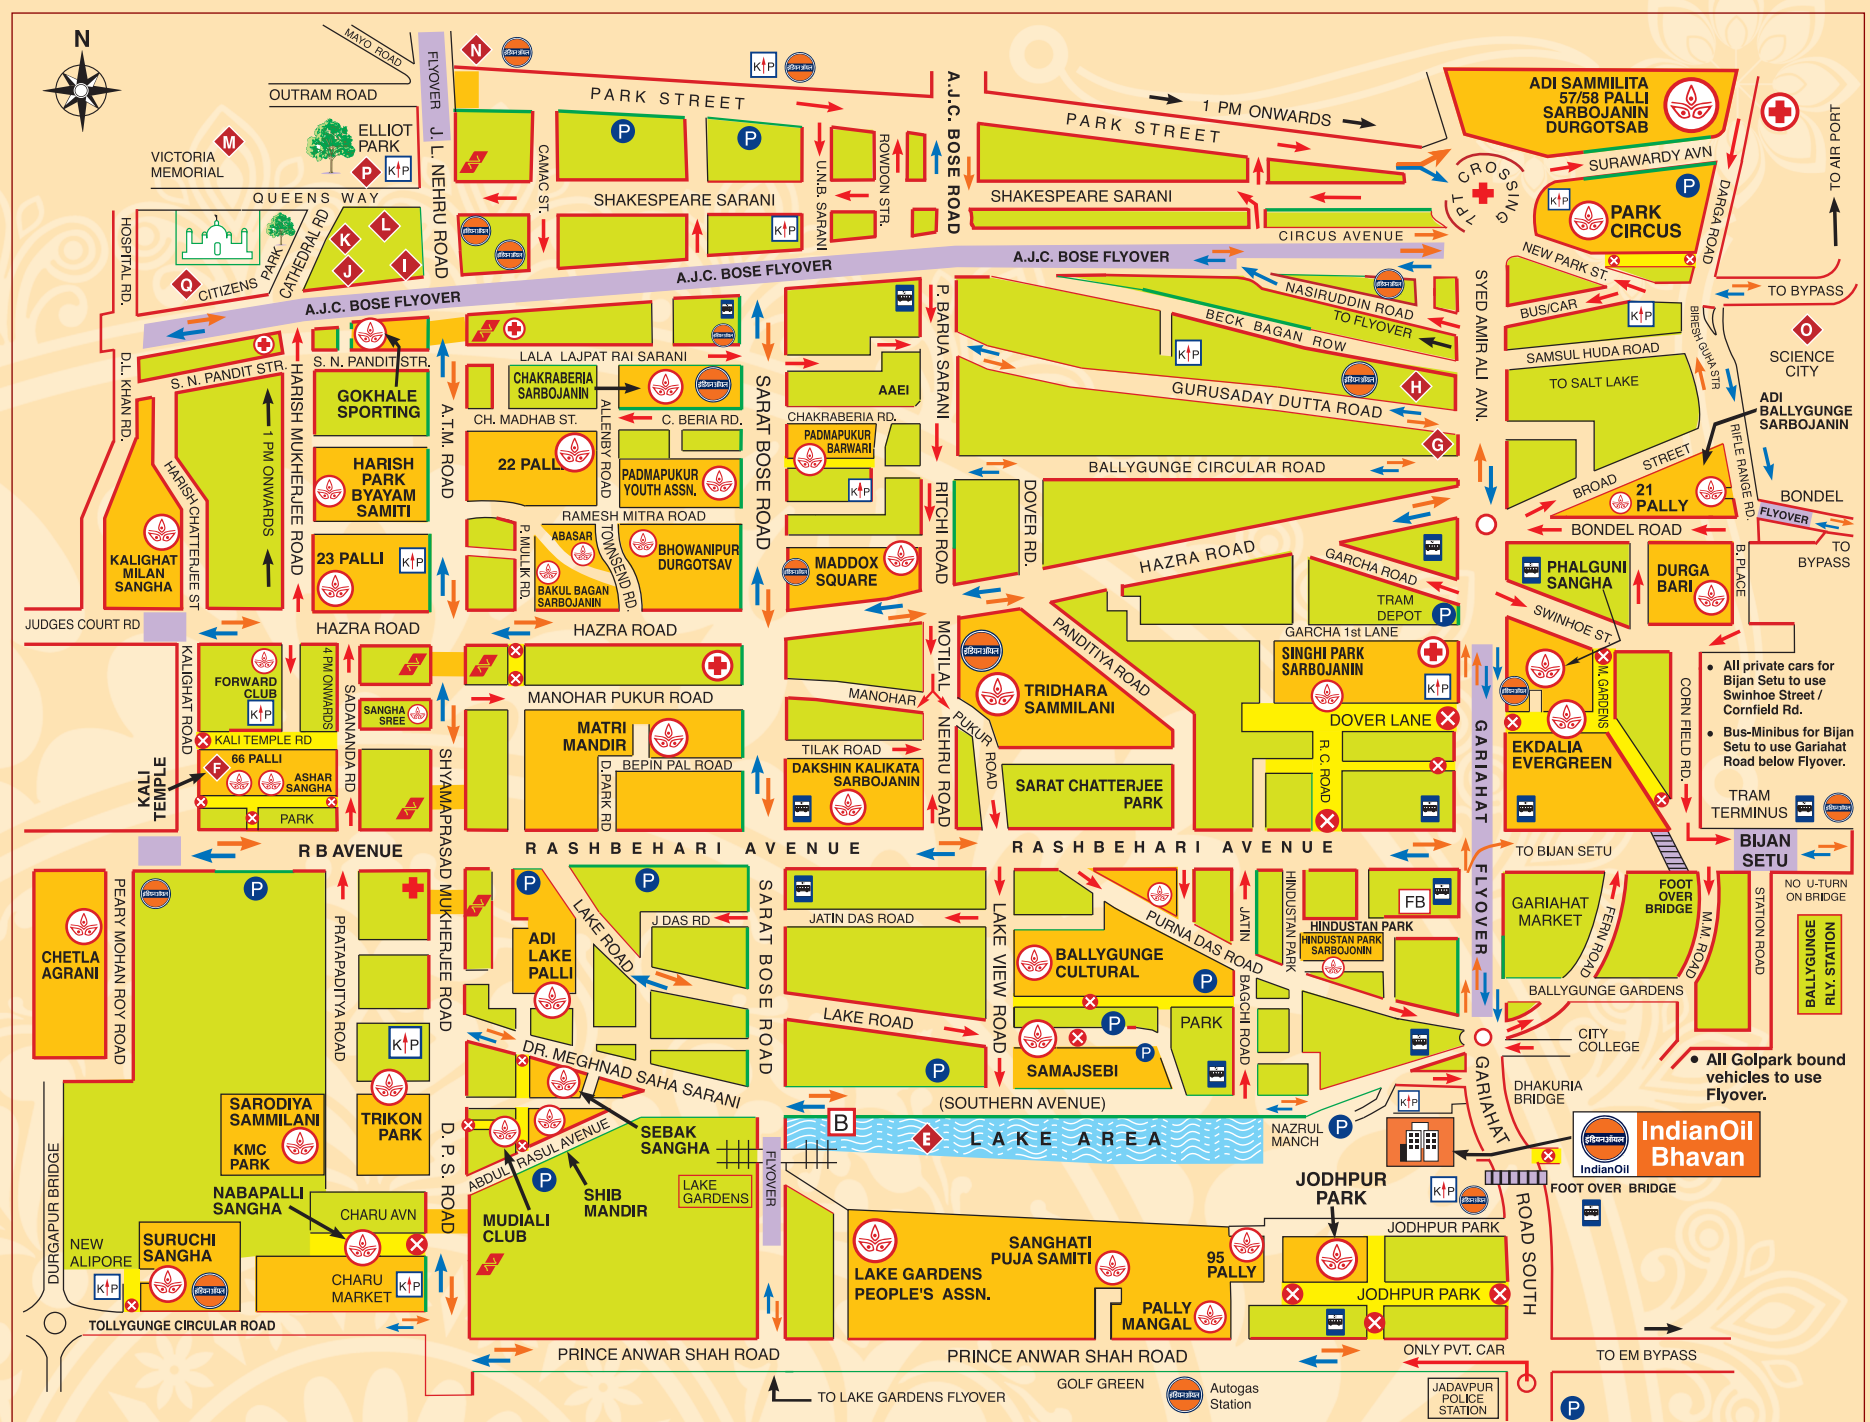 N
MAYO ROAD
OUTRAM ROAD
FLYOVER
J. L. NEHRU ROAD
N
इंडियनऑयल
K P
इंडियनऑयल
PARK STREET
A.J.C. BOSE ROAD
1 PM ONWARDS
PARK STREET
ADI SAMMILITA
57/58 PALLI
SARBOJANIN
DURGOTSAB
TO AIR PORT
M
VICTORIA
MEMORIAL
ELLIOT
PARK
P
K P
QUEENS WAY
CAMAC ST.
P
P
U.N.B. SARANI
ROWDON STR.
SHAKESPEARE SARANI
SHAKESPEARE SARANI
7PT CROSSING
SURAWARDY AVN
P
K P
PARK
CIRCUS
DARGA ROAD
HOSPITAL RD.
CITIZENS PARK
CATHEDRAL RD
K
L
J
I
Q
K P
CIRCUS AVENUE
NEW PARK ST.
A.J.C. BOSE FLYOVER
A.J.C. BOSE FLYOVER
A.J.C. BOSE FLYOVER
TO BYPASS
BUS/CAR
K P
NASIRUDDIN ROAD
TO FLYOVER
SYED AMIR ALI AVN.
BIRESH GUHA STR
O
SCIENCE
CITY
D.L. KHAN RD.
S. N. PANDIT STR.
S. N. PANDIT STR.
GOKHALE
SPORTING
HARISH MUKHERJEE ROAD
1 PM ONWARDS
LALA LAJPAT RAI SARANI
CHAKRABERIA
SARBOJANIN
CH. MADHAB ST.
ALLENBY ROAD
C. BERIA RD.
SARAT BOSE ROAD
AAEI
CHAKRABERIA RD.
P. BARUA SARANI
BECK BAGAN ROW
K P
GURUSADAY DUTTA ROAD
H
G
SAMSUL HUDA ROAD
TO SALT LAKE
ADI
BALLYGUNGE
SARBOJANIN
A.T.M. ROAD
HARISH
PARK
BYAYAM
SAMITI
22 PALLI
PADMAPUKUR
YOUTH ASSN.
PADMAPUKUR
BARWARI
K P
BALLYGUNGE CIRCULAR ROAD
BROAD STREET
21
PALLY
RIFLE RANGE RD.
BONDEL
FLYOVER
BONDEL ROAD
TO
BYPASS
HARISH CHATTERJEE ST
KALIGHAT
MILAN
SANGHA
23 PALLI
K P
P. MULLIK RD.
RAMESH MITRA ROAD
ABASAR
BAKUL BAGAN
SARBOJANIN
TOWNSEND RD.
BHOWANIPUR
DURGOTSAV
MADDOX
SQUARE
RITCHI ROAD
DOVER RD.
HAZRA ROAD
GARCHA ROAD
TRAM
DEPOT
P
GARCHA 1st LANE
PHALGUNI
SANGHA
DURGA
BARI
B. PLACE
SWINHOE ST.
JUDGES COURT RD
HAZRA ROAD
HAZRA ROAD
KALIGHAT ROAD
FORWARD
CLUB
K P
4 PM ONWARDS
SADANANDA RD
SANGHA
SREE
KALI TEMPLE RD
F
66 PALLI
ASHAR
SANGHA
PARK
KALI
TEMPLE
SHYAMAPRASAD MUKHERJEE ROAD
MANOHAR PUKUR ROAD
MATRI
MANDIR
BEPIN PAL ROAD
D.PARK RD
MOTILAL
NEHRU ROAD
MANOHAR
PUKUR
ROAD
TILAK ROAD
DAKSHIN KALIKATA
SARBOJANIN
PANDITIYA ROAD
TRIDHARA
SAMMILANI
SARAT CHATTERJEE
PARK
SINGHI PARK
SARBOJANIN
K P
DOVER LANE
R.C. ROAD
GARIAHAT
FLYOVER
M. GARDENS
EKDALIA
EVERGREEN
CORN FIELD RD.
• All private cars for
Bijan Setu to use
Swinhoe Street /
Cornfield Rd.
• Bus-Minibus for Bijan
Setu to use Gariahat
Road below Flyover.
TRAM
TERMINUS
BIJAN
SETU
R B AVENUE
RASHBEHARI AVENUE
RASHBEHARI AVENUE
TO BIJAN SETU
NO U-TURN
ON BRIDGE
CHETLA
AGRANI
PEARY MOHAN ROY ROAD
P
PRATAPADITYA ROAD
P
LAKE ROAD
P
J DAS RD
ADI
LAKE
PALLI
SARAT BOSE ROAD
JATIN DAS ROAD
LAKE ROAD
LAKE VIEW ROAD
BALLYGUNGE
CULTURAL
PURNA DAS ROAD
P
JATIN
BAGCHI ROAD
HINDUSTAN PARK
FB
HINDUSTAN PARK
HINDUSTAN PARK
SARBOJONIN
GARIAHAT
MARKET
FERN ROAD
FOOT
OVER
BRIDGE
M.M. ROAD
STATION ROAD
BALLYGUNGE
RLY. STATION
BALLYGUNGE GARDENS
K P
TRIKON
PARK
DR. MEGHNAD SAHA SARANI
P
P
P
PARK
SAMAJSEBI
CITY
COLLEGE
• All Golpark bound
vehicles to use
Flyover.
SARODIYA
SAMMILANI
KMC
PARK
D. P. S. ROAD
ABDUL RASUL AVENUE
SEBAK
SANGHA
(SOUTHERN AVENUE)
B
E
LAKE AREA
NAZRUL
MANCH
P
K P
GARIAHAT
ROAD SOUTH
DHAKURIA
BRIDGE
इंडियनऑयल
IndianOil
IndianOil
Bhavan
FOOT OVER BRIDGE
DURGAPUR BRIDGE
NABAPALLI
SANGHA
CHARU AVN
P
MUDIALI
CLUB
SHIB
MANDIR
LAKE
GARDENS
FLYOVER
K P
JODHPUR
PARK
JODHPUR PARK
NEW
ALIPORE
K P
SURUCHI
SANGHA
CHARU
MARKET
K P
LAKE GARDENS
PEOPLE'S ASSN.
SANGHATI
PUJA SAMITI
95
PALLY
PALLY
MANGAL
JODHPUR PARK
TOLLYGUNGE CIRCULAR ROAD
PRINCE ANWAR SHAH ROAD
PRINCE ANWAR SHAH ROAD
ONLY PVT. CAR
TO EM BYPASS
TO LAKE GARDENS FLYOVER
GOLF GREEN
इंडियनऑयल
Autogas
Station
JADAVPUR
POLICE
STATION
P